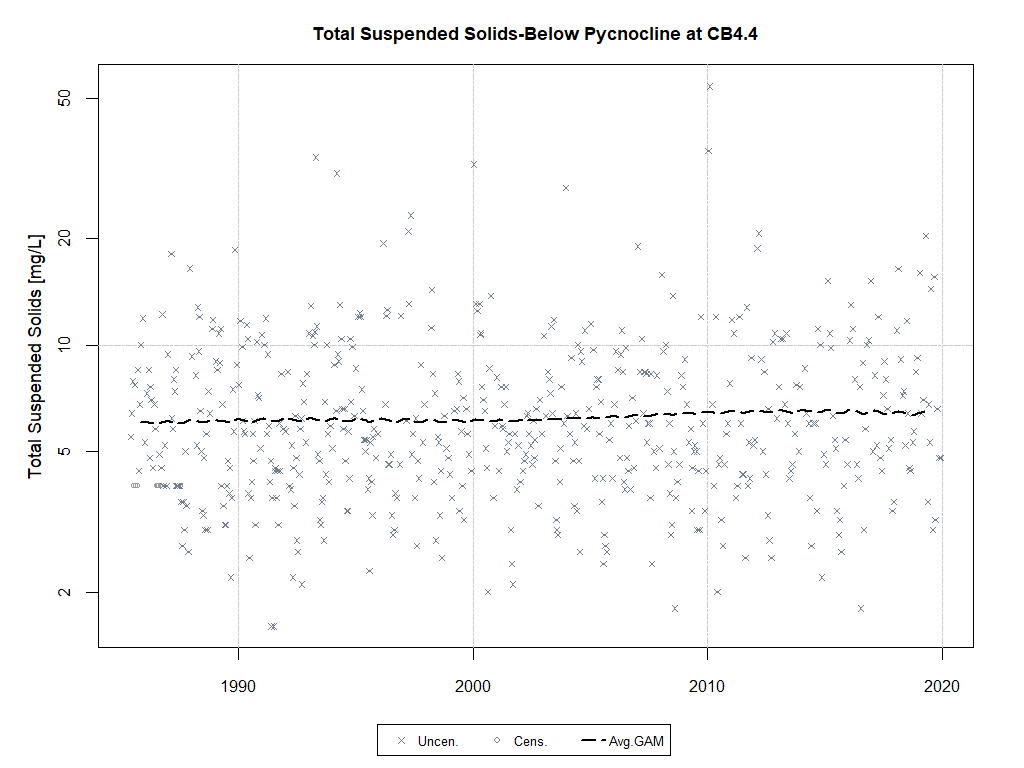 Total Suspended Solids-Below Pycnocline at CB4.4
Total Suspended Solids [mg/L]
50
20
10
5
2
1990 2000 2010 2020
Uncen. Cens. Avg.GAM